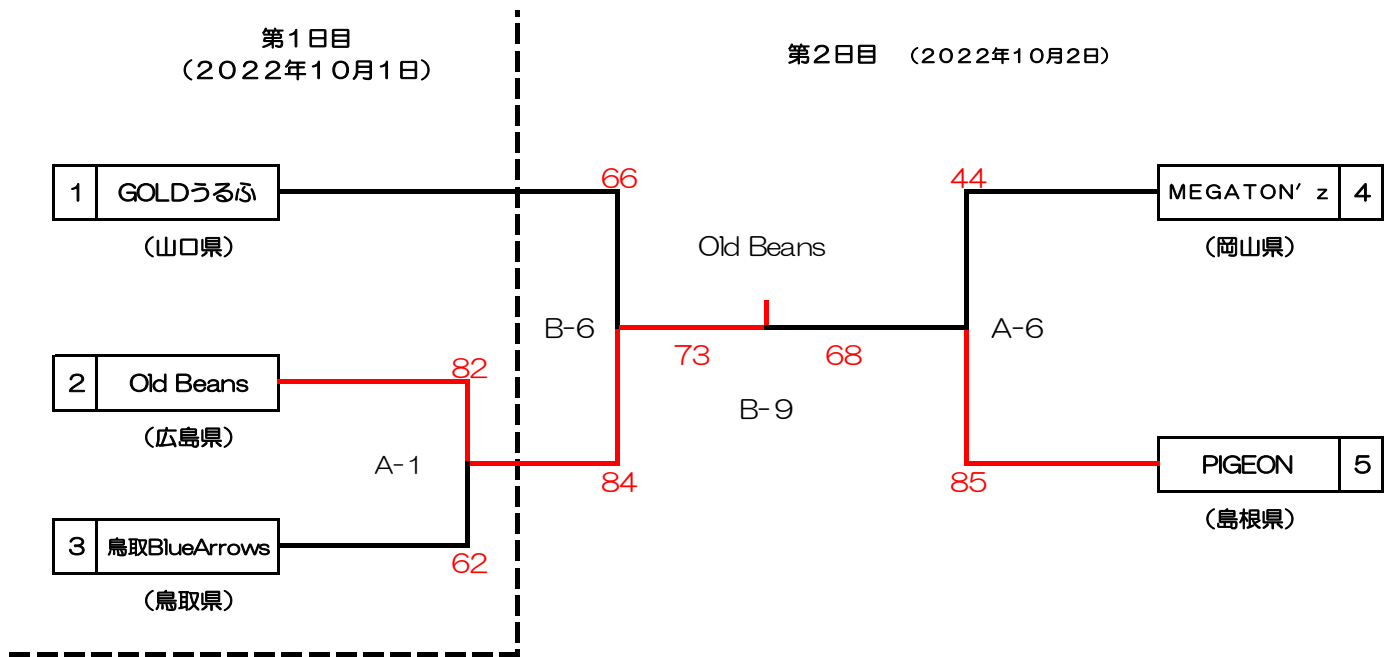 第１日目
（２０２２年１０月１日）
第２日目 （２０２２年１０月２日）
1 GOLDうるふ
（山口県）
66
44
MEGATON’z 4
（岡山県）
Old Beans
B-6
A-6
73
68
2 Old Beans
（広島県）
82
B-9
A-1
84
85
PIGEON 5
（島根県）
3 鳥取BlueArrows
（鳥取県）
62